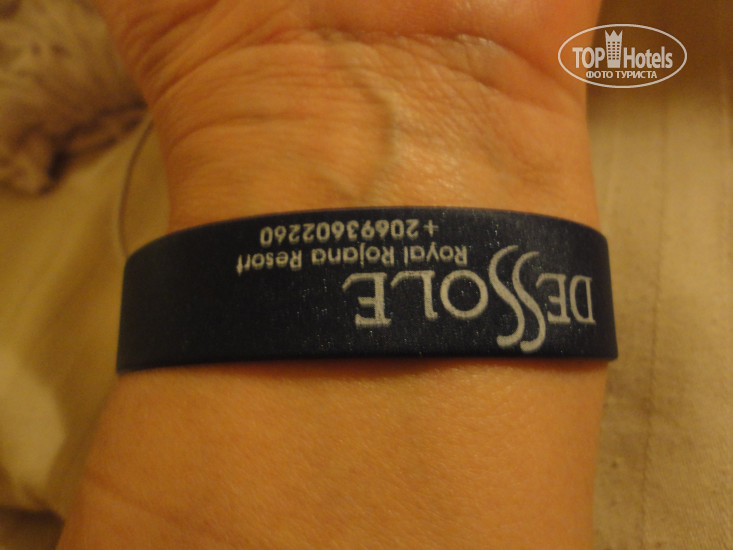 TOP Hotels
ФОТО ТУРИСТА
DESSOLE
Royal Rojana Resort
+20693602260